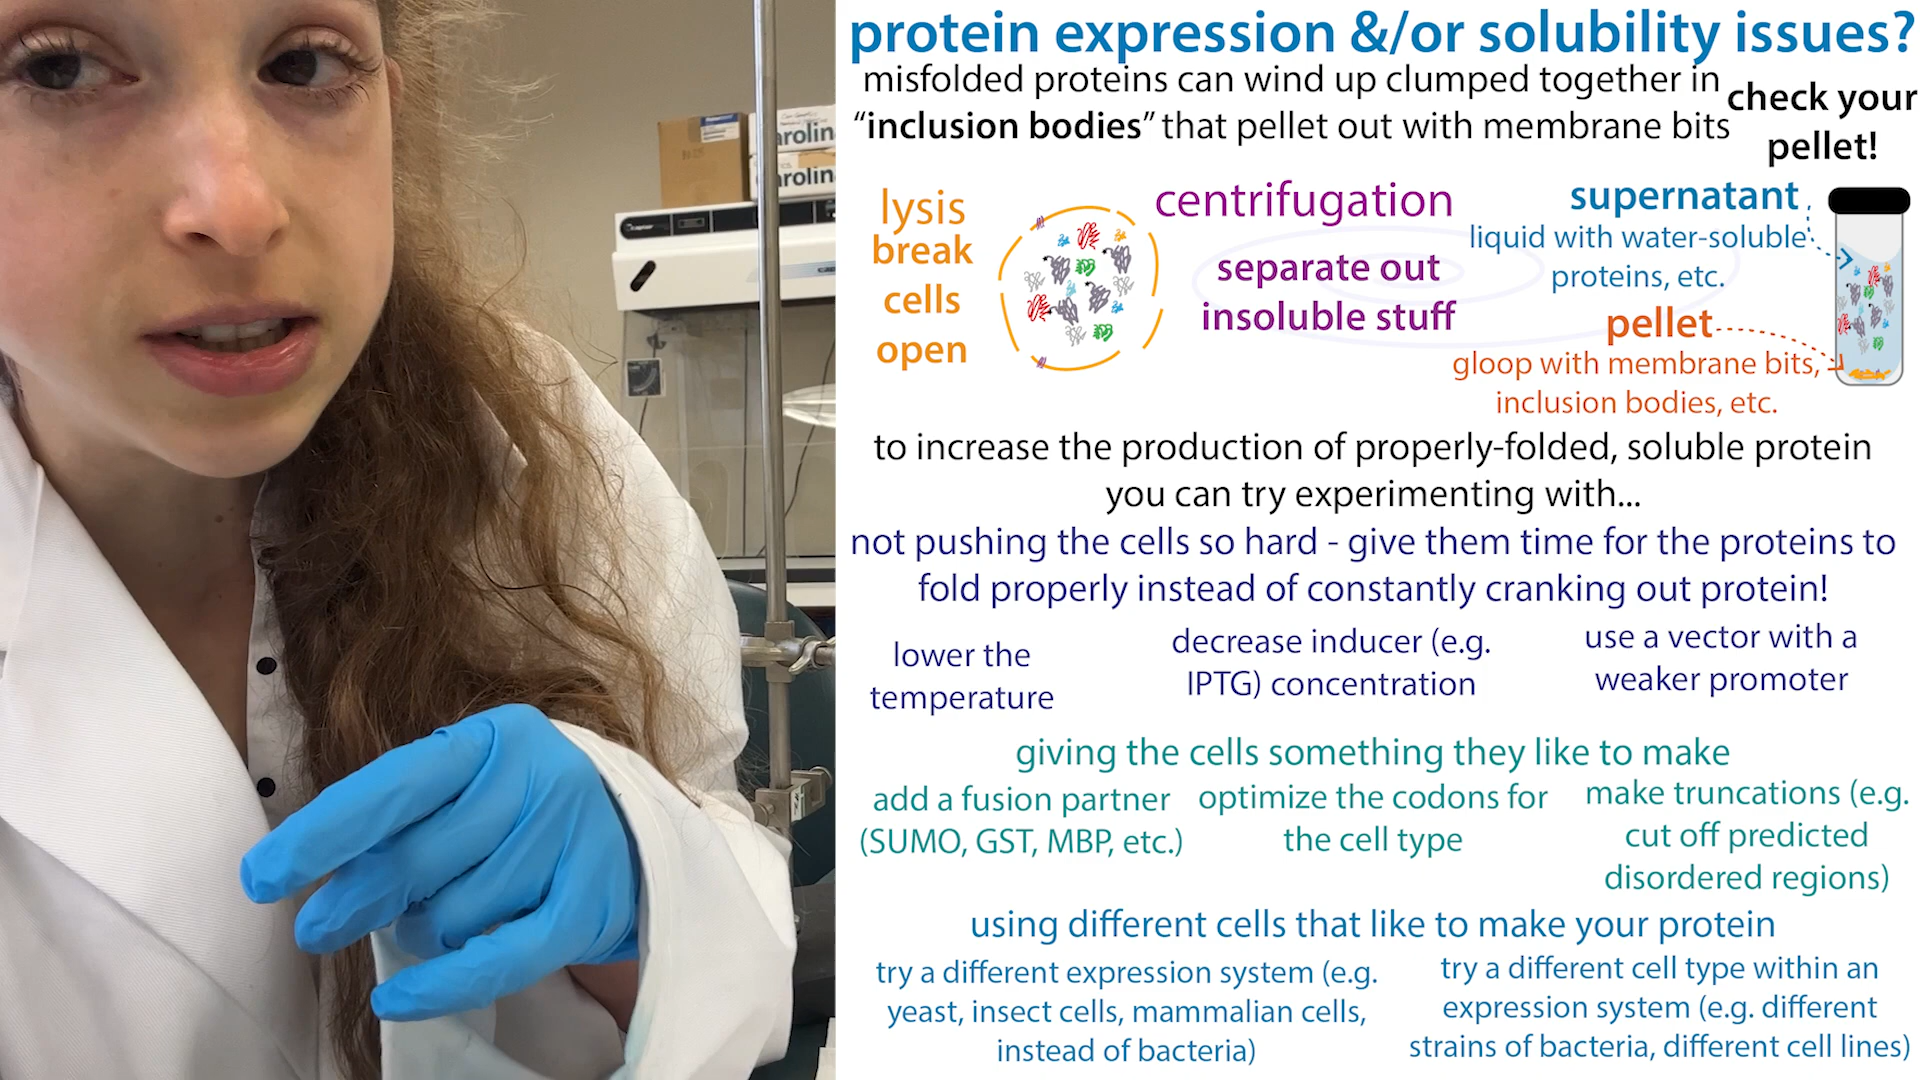 protein expression &/or solubility issues?
misfolded proteins can wind up clumped together in
“inclusion bodies” that pellet out with membrane bits
check your
pellet!
lysis
break
cells
open
centrifugation
separate out
insoluble stuff
supernatant
liquid with water-soluble
proteins, etc.
pellet
gloop with membrane bits,
inclusion bodies, etc.
to increase the production of properly-folded, soluble protein
you can try experimenting with...
not pushing the cells so hard - give them time for the proteins to
fold properly instead of constantly cranking out protein!
lower the
temperature
decrease inducer (e.g.
IPTG) concentration
use a vector with a
weaker promoter
giving the cells something they like to make
add a fusion partner
(SUMO, GST, MBP, etc.)
optimize the codons for
the cell type
make truncations (e.g.
cut off predicted
disordered regions)
using different cells that like to make your protein
try a different expression system (e.g.
yeast, insect cells, mammalian cells,
instead of bacteria)
try a different cell type within an
expression system (e.g. different
strains of bacteria, different cell lines)
arolin
arolin